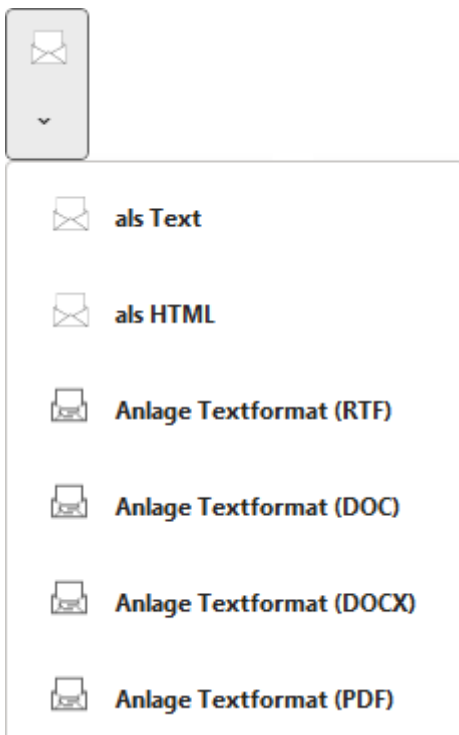 als Text
als HTML
Anlage Textformat (RTF)
Anlage Textformat (DOC)
Anlage Textformat (DOCX)
Anlage Textformat (PDF)